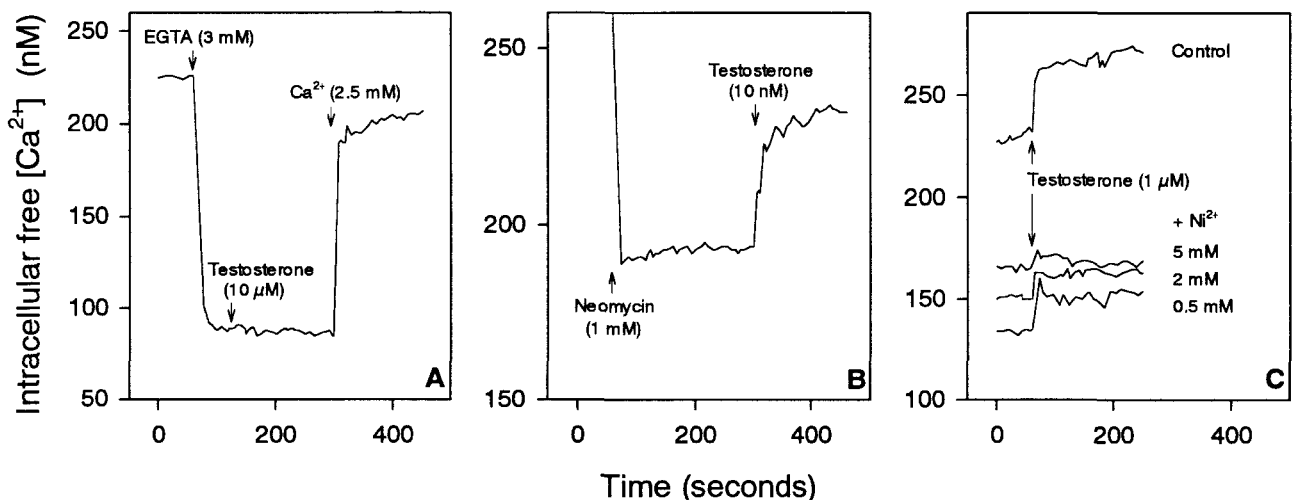 Intracellular free [Ca²⁺] (nM)
250
200
150
100
50
EGTA (3 mM)
Ca²⁺ (2.5 mM)
Testosterone
(10 µM)
A
0
200
400
250
200
150
Testosterone
(10 nM)
Neomycin
(1 mM)
B
0
200
400
250
200
150
100
Control
Testosterone (1 µM)
+ Ni²⁺
5 mM
2 mM
0.5 mM
C
0
200
400
Time (seconds)